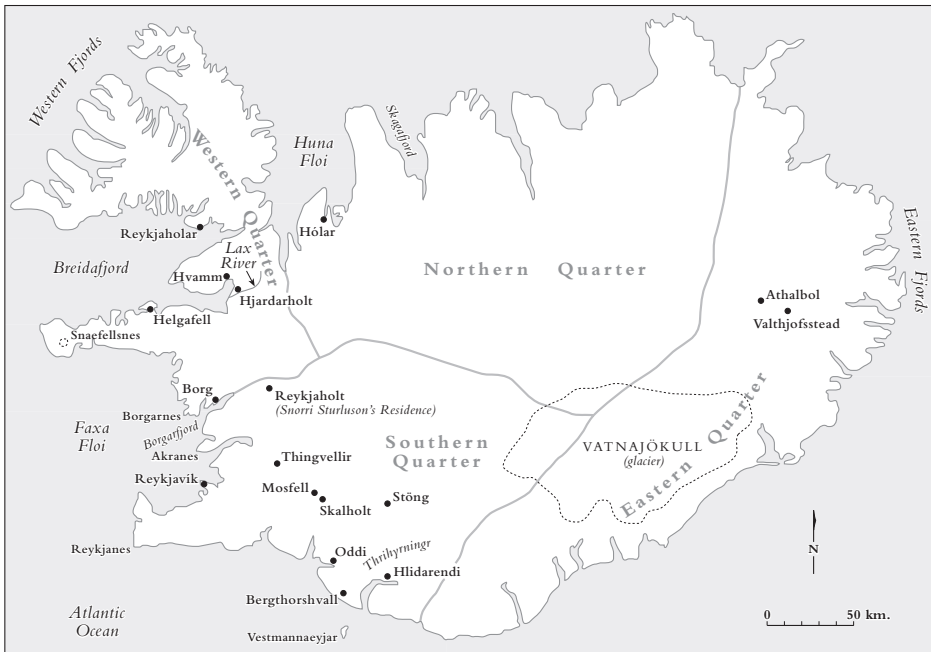 Western Fjords
Western Quarter
Huna
Floi
Skagafjord
Reykjaholar
Hólar
Breidafjord
Lax
River
Hvamm
Hjardarholt
Northern Quarter
Eastern Fjords
Athalbol
Valthjofsstead
Helgafell
Snaefellsnes
Borg
Reykjaholt
(Snorri Sturluson's Residence)
Borgarnes
Borgarfjord
Faxa
Floi
Akranes
Southern
Quarter
VATNAJÖKULL
(glacier)
Eastern Quarter
Thingvellir
Reykjavik
Mosfell
Skalholt
Stöng
Reykjanes
Oddi
Thrihyrningr
Hlidarendi
Bergthorshvall
Atlantic
Ocean
Vestmannaeyjar
N
0 50 km.